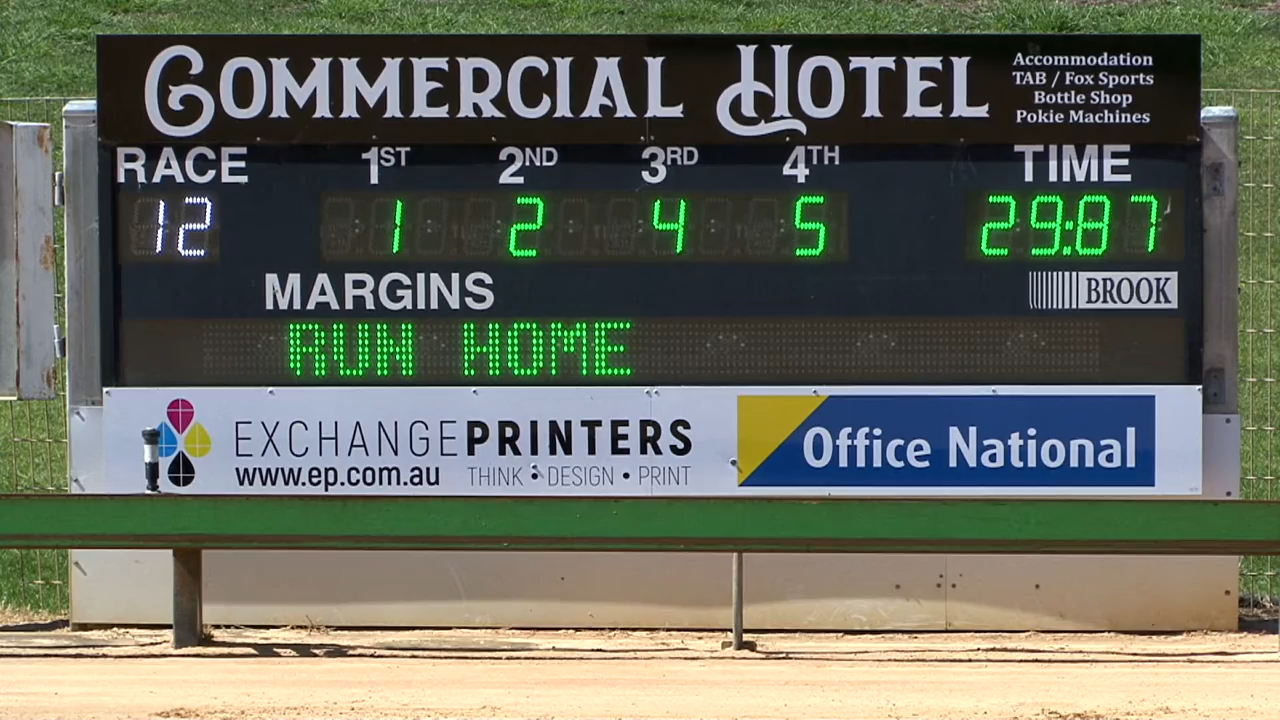 COMMERCIAL HOTEL
Accommodation
TAB / Fox Sports
Bottle Shop
Pokie Machines
RACE 1ST 2ND 3RD 4TH TIME
12 1 2 4 5 29:87
MARGINS
BROOK
RUN HOME
EXCHANGEPRINTERS
www.ep.com.au THINK • DESIGN • PRINT
Office National